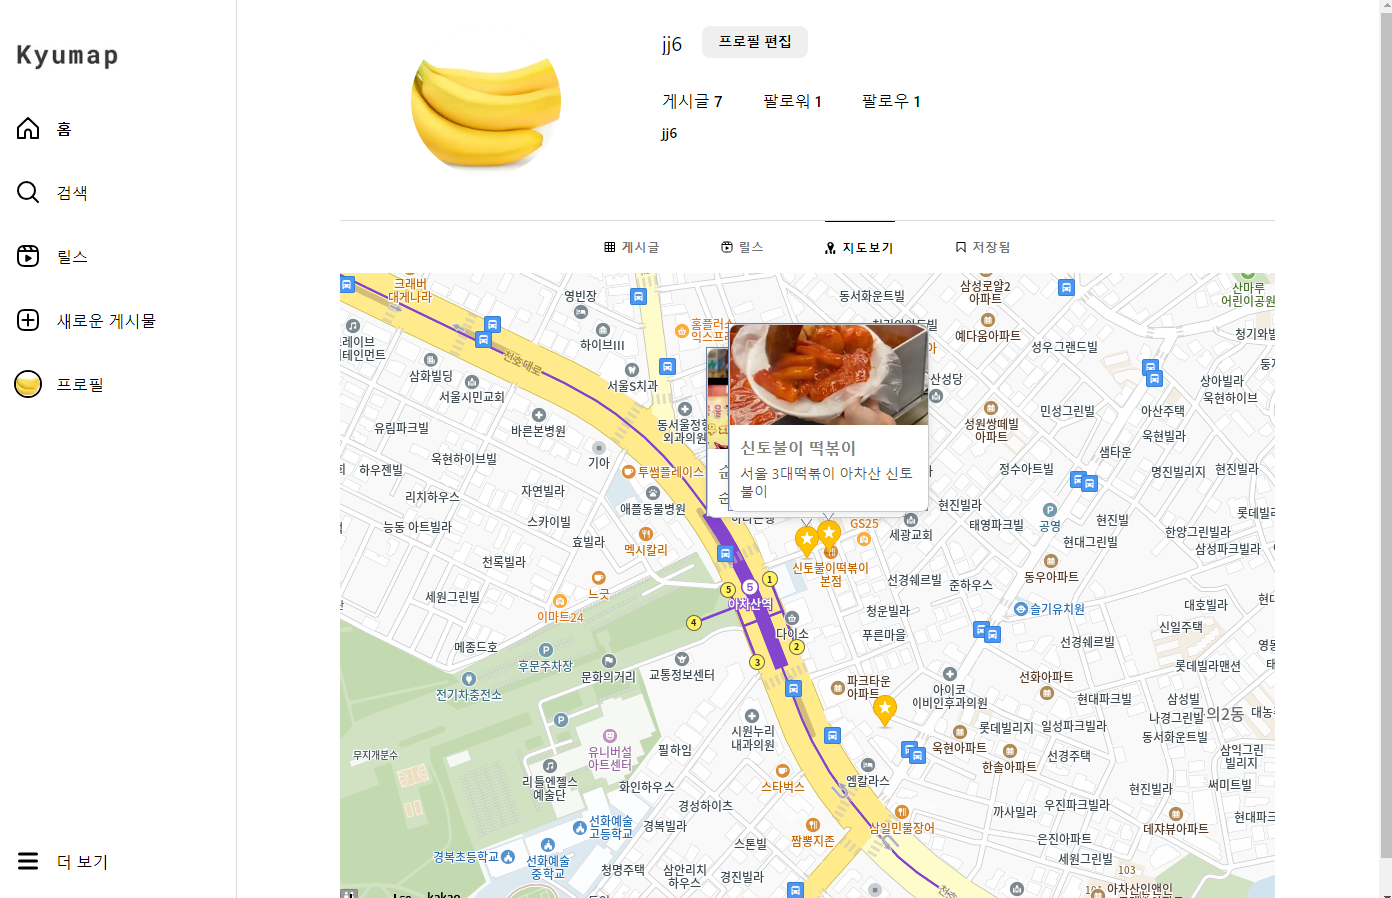 Kyumap
홈
검색
릴스
새로운 게시물
프로필
더 보기
jj6
프로필 편집
게시글 7
팔로워 1
팔로우 1
jj6
게시글
릴스
지도보기
저장됨
크래버
대게나라
영빈장
동서화운트빌
삼성로얄2
아파트
산마루
어린이공원
홈플러스
하이브III
예다움아파트
청기와빌
성우그랜드빌
삼화빌딩
서울시민교회
서울S치과
산성당
상아빌라
욱현하이브
유림파크빌
바른본병원
동서울정형
외과의원
성원쌍떼빌
아파트
민성그린빌
아산주택
욱현빌라
욱현하이브빌
기아
투썸플레이스
신토불이 떡볶이
서울 3대떡볶이 아차산 신토
불이
순
순
샘타운
하우젠빌
리치하우스
자연빌라
애플동물병원
정수아트빌
명진빌리지
현진빌라
능동 아트빌라
스카이빌
효빌라
멕시칼리
GS25
세광교회
현진빌라
태영파크빌
공영
현진빌
현대그린빌
한양그린빌라
삼성파크빌라
천록빌라
느긋
신토불이떡볶이
본점
선경쉐르빌
준하우스
동우아파트
세원그린빌
이마트24
아차산역
5
1
5
4
3
2
청운빌라
슬기유치원
대호빌라
푸른마을
선경쉐르빌
신일주택
메종드호
후문주차장
문화의거리
교통정보센터
다이소
롯데빌라맨션
전기차충전소
파크타운
아파트
아이코
이비인후과의원
선화아파트
현대파크빌
삼성빌
나경그린빌
구의2동
동서화운트빌
시원누리
내과의원
롯데빌리지
일성파크빌라
무지개분수
유니버설
아트센터
필하임
욱현아파트
한솔아파트
선경주택
삼익그린
빌리지
리틀엔젤스
예술단
화인하우스
스타벅스
엠칼라스
현진빌라
써미트빌
경성하이츠
까사밀라
우진파크빌라
선화예술
고등학교
경복빌라
짬뽕지존
삼일민물장어
은진아파트
데자뷰아파트
경복초등학교
선화예술
중학교
스톤빌
세원그린빌
청명주택
삼안리치
하우스
경진빌라
103
아차산인앤인
kakao
천호대로